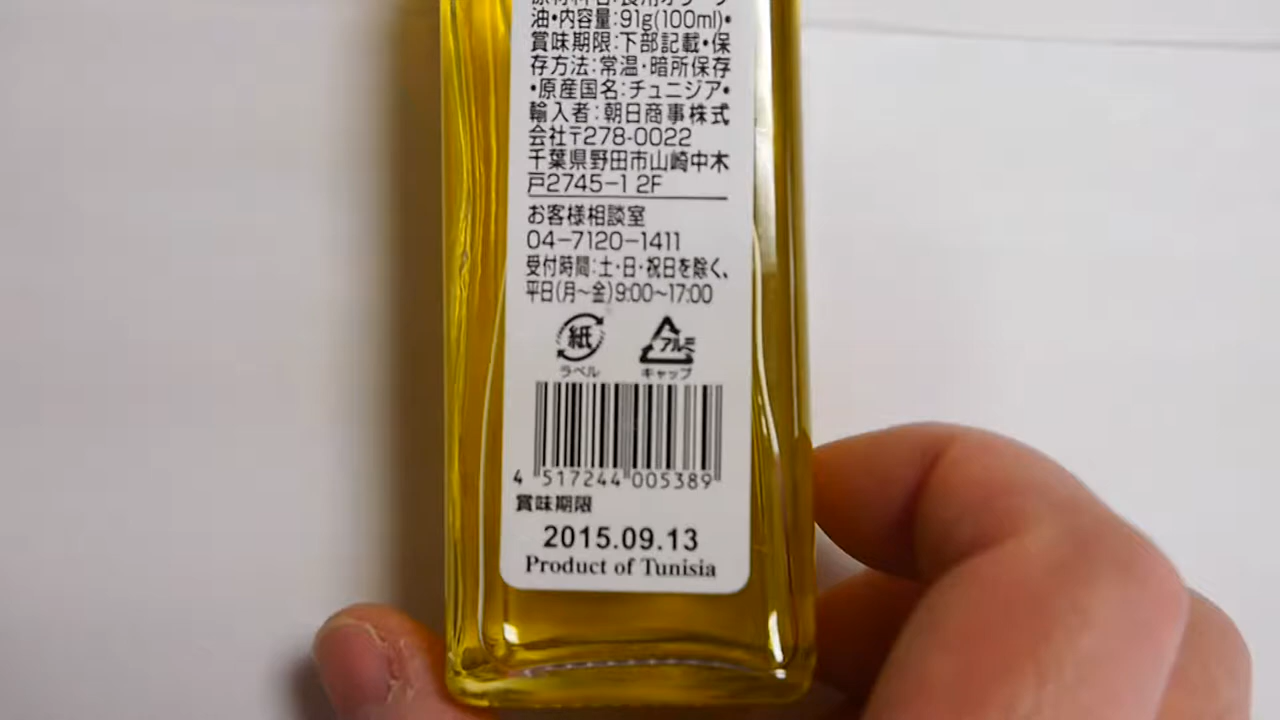 油•内容量:91g(100ml)•
賞味期限:下部記載•保
存方法:常温・暗所保存
•原産国名:チュニジア•
輸入者:朝日商事株式
会社〒278-0022
千葉県野田市山崎中木
戸2745−1 2F
お客様相談室
04−7120−1411
受付時間:土・日・祝日を除く、
平日(月〜金)9:00〜17:00
紙 アルミ
ラベル キャップ
4 517244 005389
賞味期限
2015.09.13
Product of Tunisia